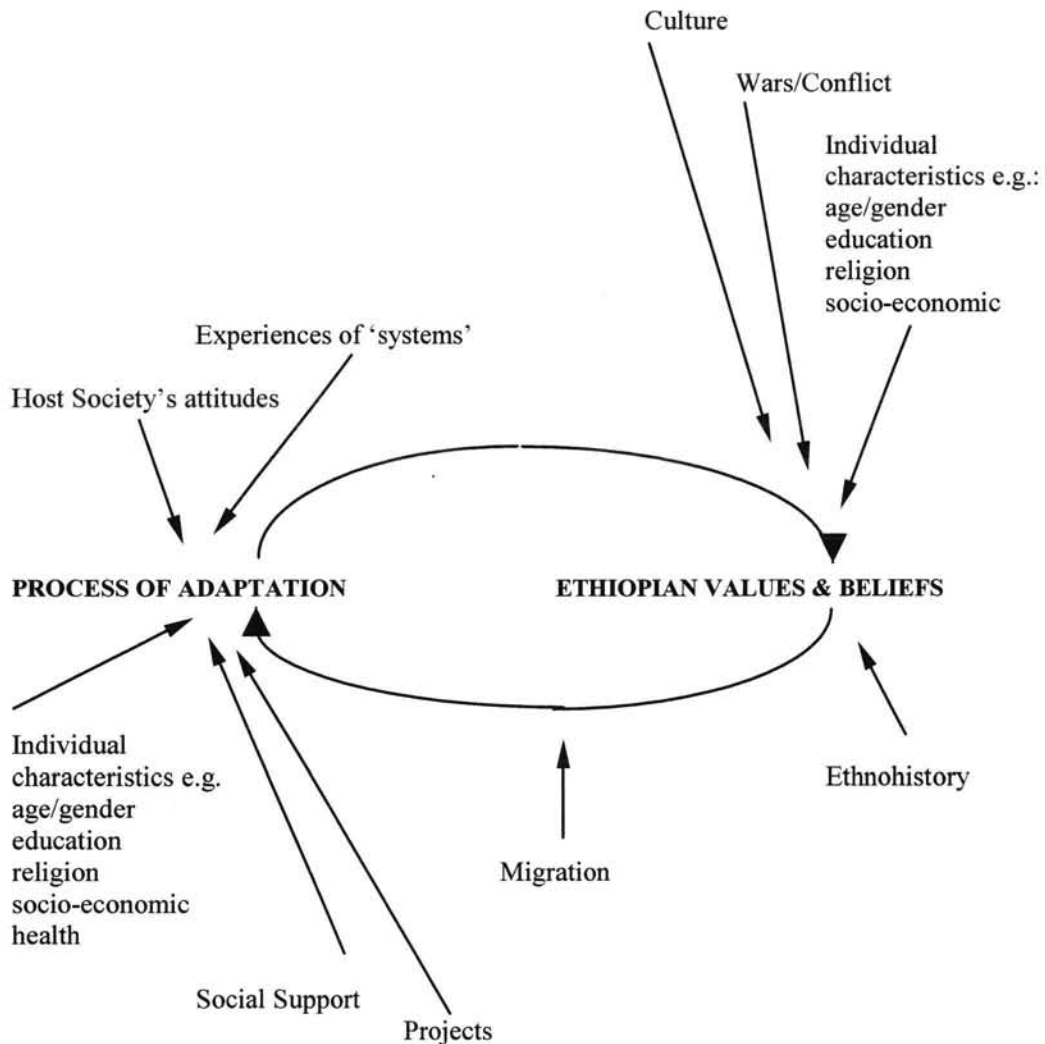 Culture
Wars/Conflict
Individual
characteristics e.g.:
age/gender
education
religion
socio-economic
Experiences of ‘systems’
Host Society’s attitudes
PROCESS OF ADAPTATION
ETHIOPIAN VALUES & BELIEFS
Individual
characteristics e.g.
age/gender
education
religion
socio-economic
health
Ethnohistory
Migration
Social Support
Projects